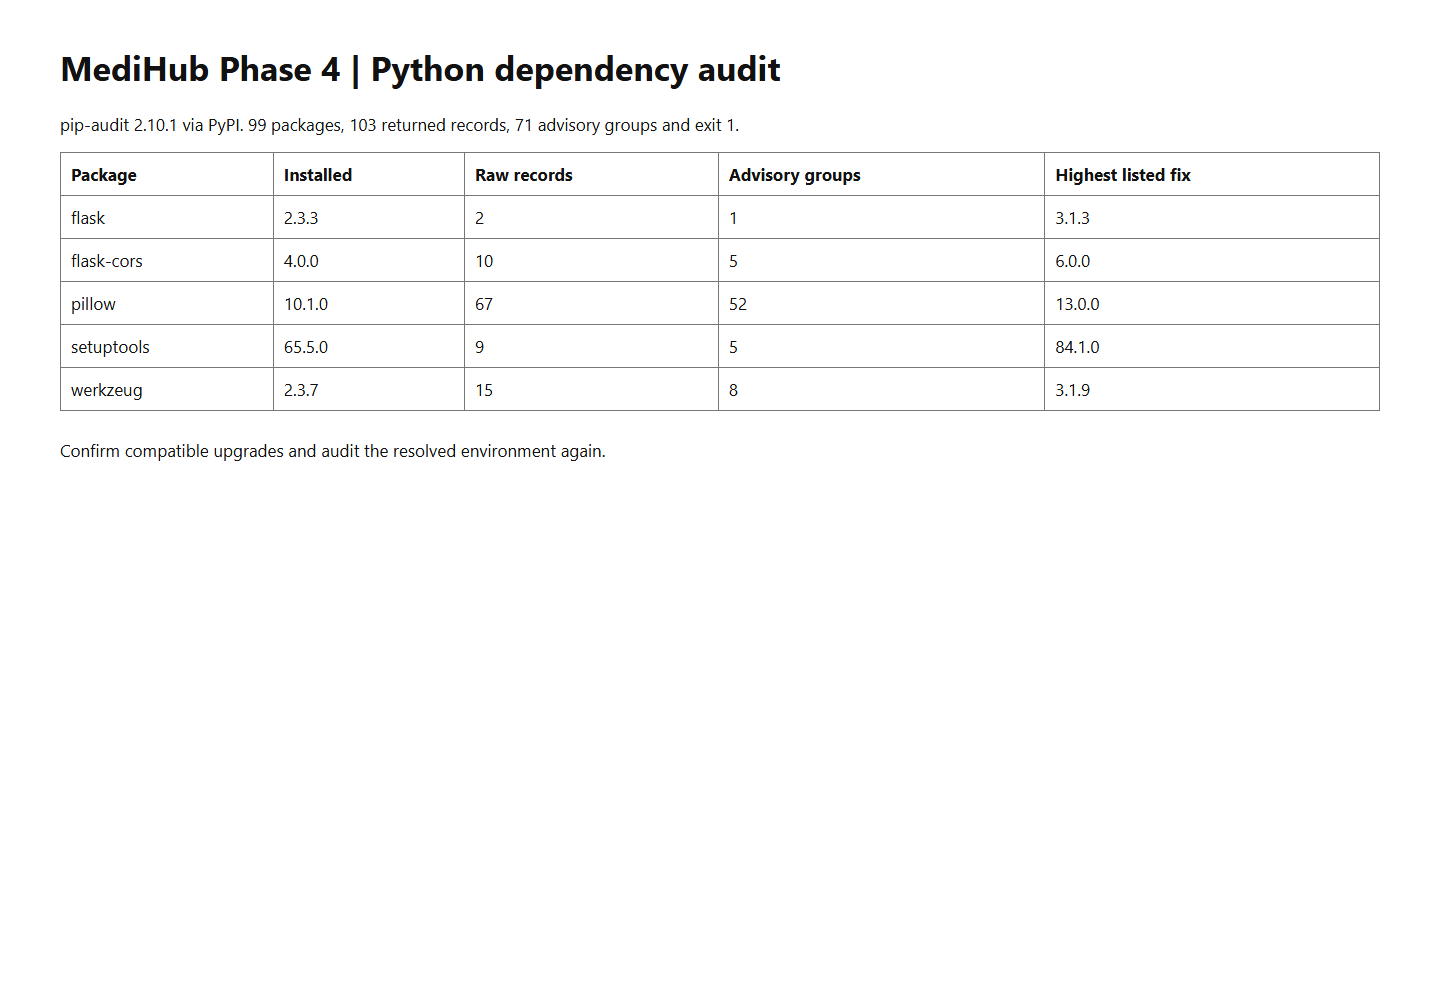 MediHub Phase 4 | Python dependency audit
pip-audit 2.10.1 via PyPI. 99 packages, 103 returned records, 71 advisory groups and exit 1.
Package Installed Raw records Advisory groups Highest listed fix
flask 2.3.3 2 1 3.1.3
flask-cors 4.0.0 10 5 6.0.0
pillow 10.1.0 67 52 13.0.0
setuptools 65.5.0 9 5 84.1.0
werkzeug 2.3.7 15 8 3.1.9
Confirm compatible upgrades and audit the resolved environment again.